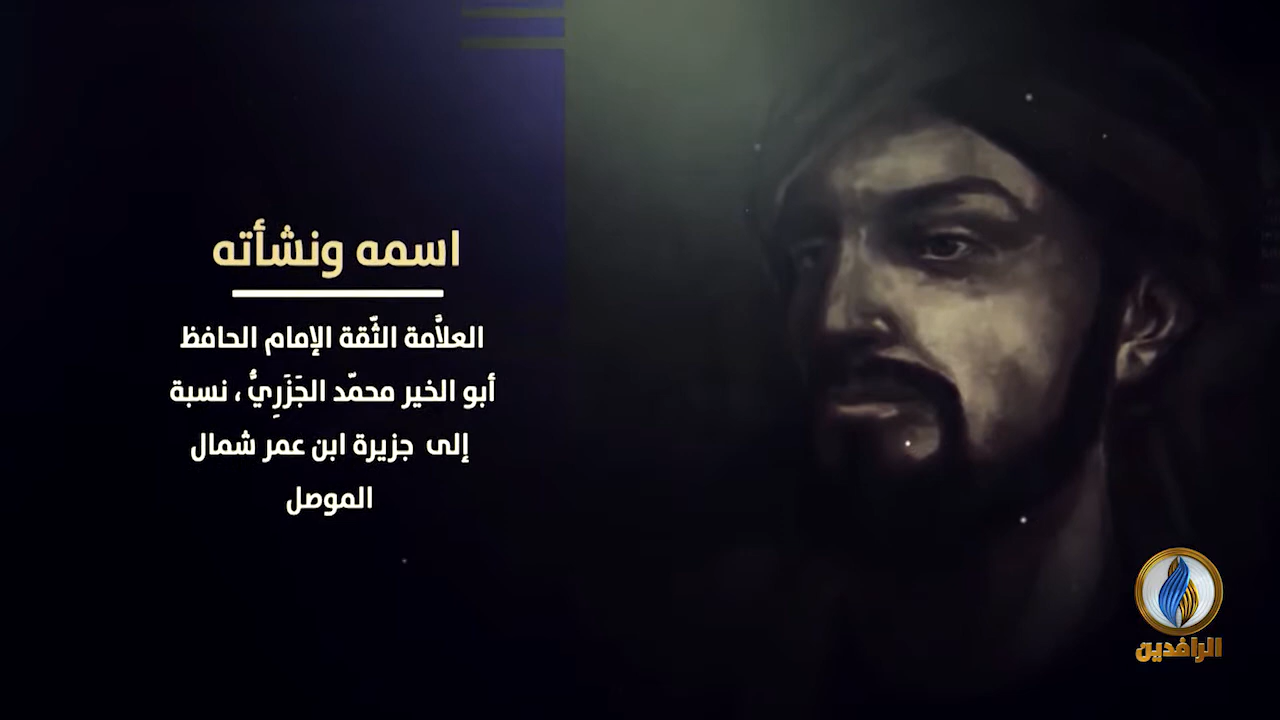 اسمه ونشأته
العلاَّمة الثّقة الإمام الحافظ
أبو الخير محمّد الجَزَرِيُّ ، نسبة
إلى جزيرة ابن عمر شمال
الموصل
الرافدين